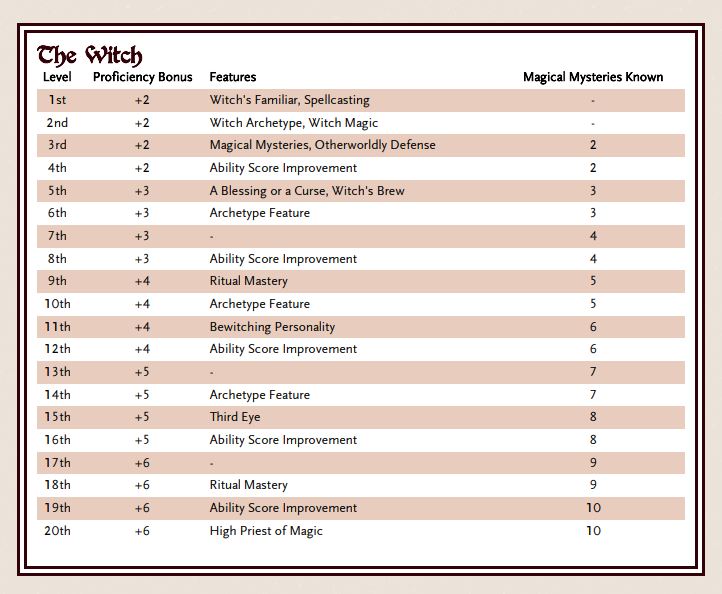 The Witch
Level Proficiency Bonus Features Magical Mysteries Known
1st +2 Witch's Familiar, Spellcasting -
2nd +2 Witch Archetype, Witch Magic -
3rd +2 Magical Mysteries, Otherworldly Defense 2
4th +2 Ability Score Improvement 2
5th +3 A Blessing or a Curse, Witch's Brew 3
6th +3 Archetype Feature 3
7th +3 - 4
8th +3 Ability Score Improvement 4
9th +4 Ritual Mastery 5
10th +4 Archetype Feature 5
11th +4 Bewitching Personality 6
12th +4 Ability Score Improvement 6
13th +5 - 7
14th +5 Archetype Feature 7
15th +5 Third Eye 8
16th +5 Ability Score Improvement 8
17th +6 - 9
18th +6 Ritual Mastery 9
19th +6 Ability Score Improvement 10
20th +6 High Priest of Magic 10